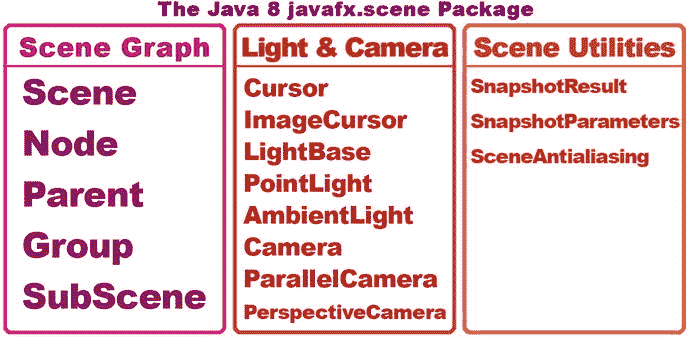 The Java 8 javafx.scene Package
Scene Graph
Scene
Node
Parent
Group
SubScene
Light & Camera
Cursor
ImageCursor
LightBase
PointLight
AmbientLight
Camera
ParallelCamera
PerspectiveCamera
Scene Utilities
SnapshotResult
SnapshotParameters
SceneAntialiasing